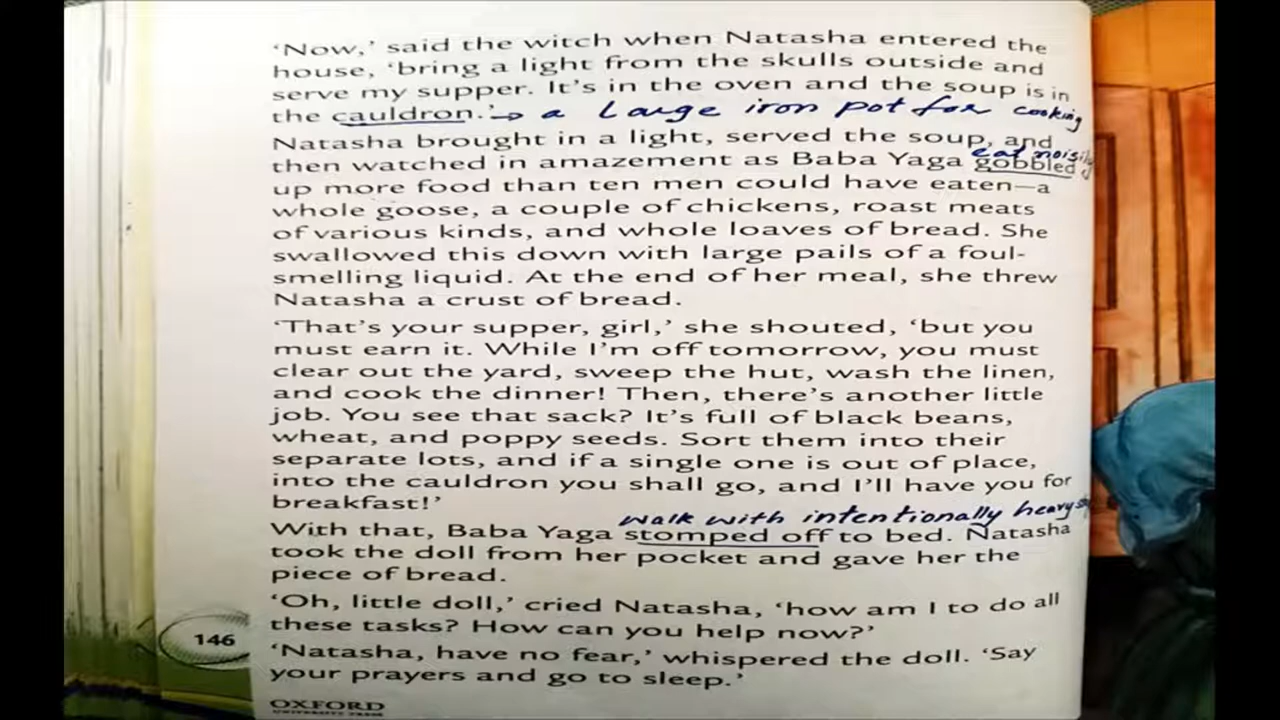 ‘Now,’ said the witch when Natasha entered the
house, ‘bring a light from the skulls outside and
serve my supper. It’s in the oven and the soup is in
the cauldron.’ → a large iron pot for cooking
Natasha brought in a light, served the soup, and
eat noisily
then watched in amazement as Baba Yaga gobbled
up more food than ten men could have eaten—a
whole goose, a couple of chickens, roast meats
of various kinds, and whole loaves of bread. She
swallowed this down with large pails of a foul-
smelling liquid. At the end of her meal, she threw
Natasha a crust of bread.
‘That’s your supper, girl,’ she shouted, ‘but you
must earn it. While I’m off tomorrow, you must
clear out the yard, sweep the hut, wash the linen,
and cook the dinner! Then, there’s another little
job. You see that sack? It’s full of black beans,
wheat, and poppy seeds. Sort them into their
separate lots, and if a single one is out of place,
into the cauldron you shall go, and I’ll have you for
breakfast!’
walk with intentionally heavy
With that, Baba Yaga stomped off to bed. Natasha
took the doll from her pocket and gave her the
piece of bread.
‘Oh, little doll,’ cried Natasha, ‘how am I to do all
these tasks? How can you help now?’
146
‘Natasha, have no fear,’ whispered the doll. ‘Say
your prayers and go to sleep.’
OXFORD
UNIVERSITY PRESS